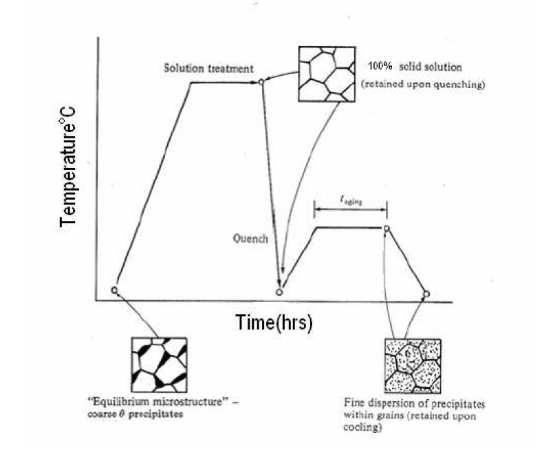 Solution treatment
100% solid solution
(retained upon quenching)
Temperature°C
t aging
Quench
Time(hrs)
"Equilibrium microstructure" –
coarse θ precipitates
Fine dispersion of precipitates
within grains (retained upon
cooling)